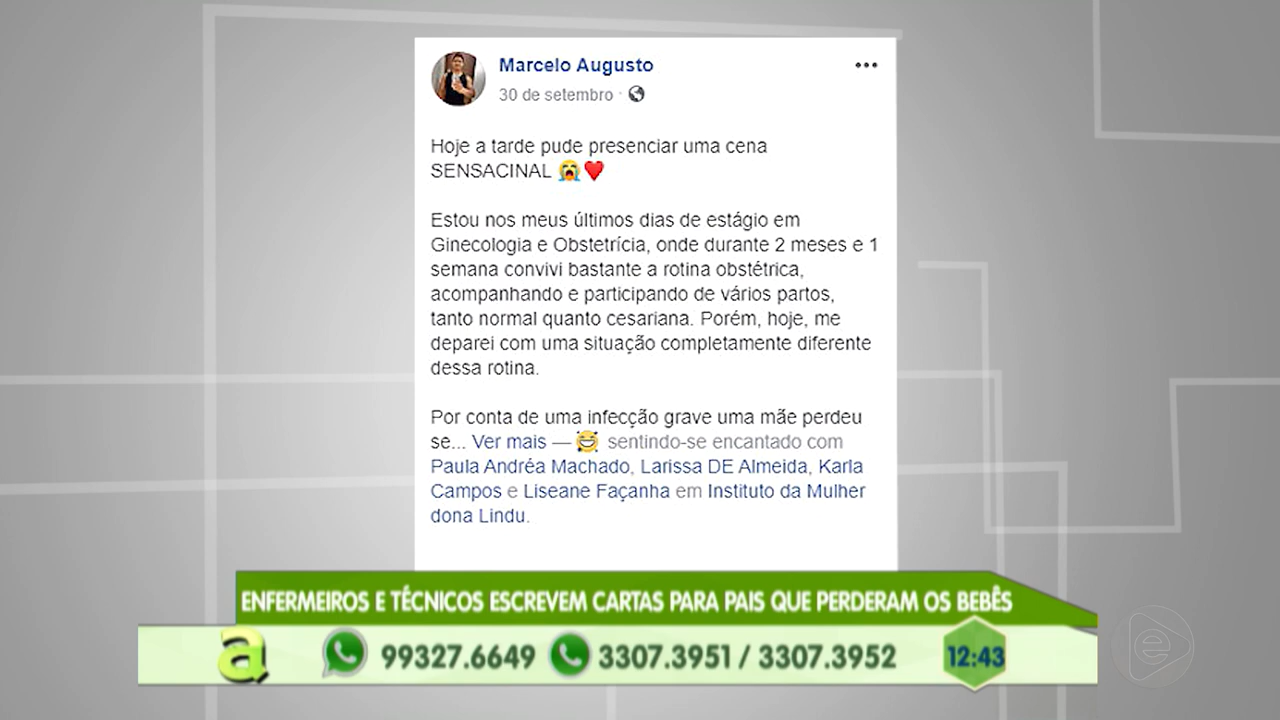 Marcelo Augusto
30 de setembro ·
Hoje a tarde pude presenciar uma cena
SENSACINAL 😭❤️
Estou nos meus últimos dias de estágio em
Ginecologia e Obstetrícia, onde durante 2 meses e 1
semana convivi bastante a rotina obstétrica,
acompanhando e participando de vários partos,
tanto normal quanto cesariana. Porém, hoje, me
deparei com uma situação completamente diferente
dessa rotina.
Por conta de uma infecção grave uma mãe perdeu
se... Ver mais — sentindo-se encantado com
Paula Andréa Machado, Larissa DE Almeida, Karla
Campos e Liseane Façanha em Instituto da Mulher
dona Lindu.
ENFERMEIROS E TÉCNICOS ESCREVEM CARTAS PARA PAIS QUE PERDERAM OS BEBÊS
a 99327.6649 3307.3951 / 3307.3952 12:43
e